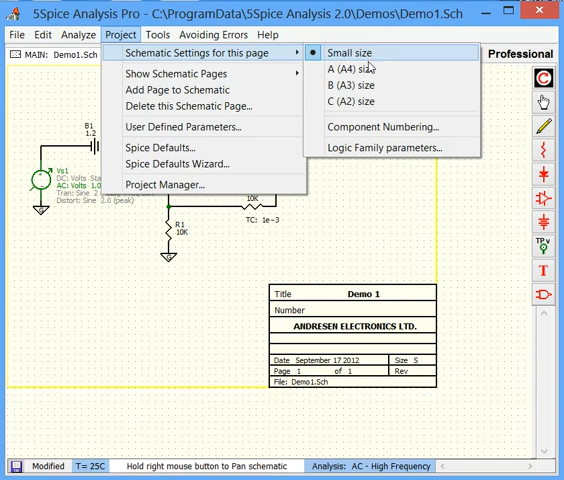 5Spice Analysis Pro - C:\ProgramData\5Spice Analysis 2.0\Demos\Demo1.Sch
File Edit Analyze Project Tools Avoiding Errors Help
MAIN: Demo1.Sch
Professional
Schematic Settings for this page
Show Schematic Pages
Add Page to Schematic
Delete this Schematic Page...
User Defined Parameters...
Spice Defaults...
Spice Defaults Wizard...
Project Manager...
Small size
A (A4) size
B (A3) size
C (A2) size
Component Numbering...
Logic Family parameters...
B1
1.2
Vs1
DC: Volts Sta
AC: Volts 1.0
Tran: Sine
Distort: Sine 2 (peak)
10K
TC: 1e-3
R1
10K
G
G
TP
v
T
Title Demo 1
Number
ANDRESEN ELECTRONICS LTD.
Date September 17 2012 Size S
Page 1 of 1 Rev
File: Demo1.Sch
Modified T= 25C Hold right mouse button to Pan schematic Analysis: AC - High Frequency